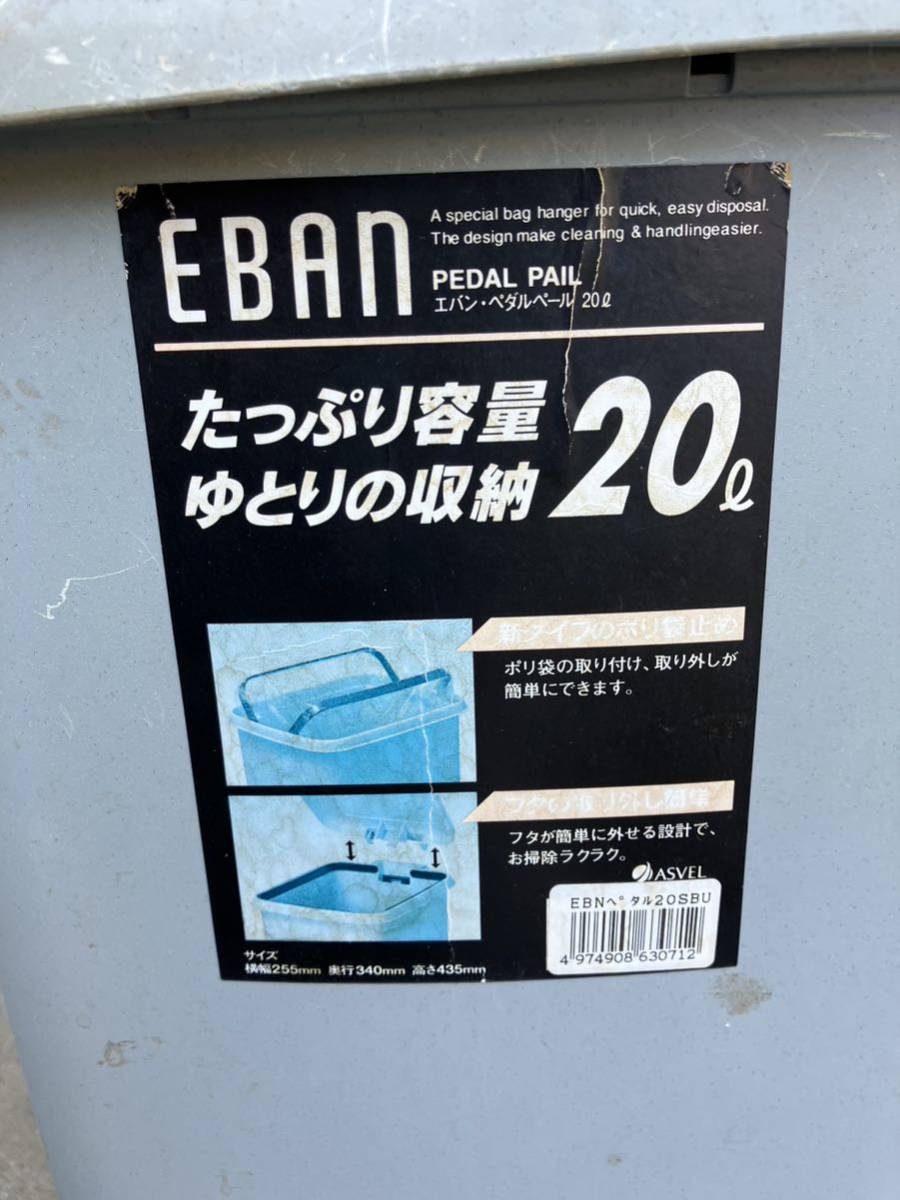 EBAN
A special bag hanger for quick, easy disposal.
The design make cleaning & handlingeasier.
PEDAL PAIL
エバン・ペダルペール 20ℓ
たっぷり容量
ゆとりの収納
20ℓ
新タイプのポリ袋止め
ポリ袋の取り付け、取り外しが
簡単にできます。
フタの取り外し簡単
フタが簡単に外せる設計で、
お掃除ラクラク。
ASVEL
EBNペダル20SBU
4 974908 630712
サイズ
横幅255mm 奥行340mm 高さ435mm